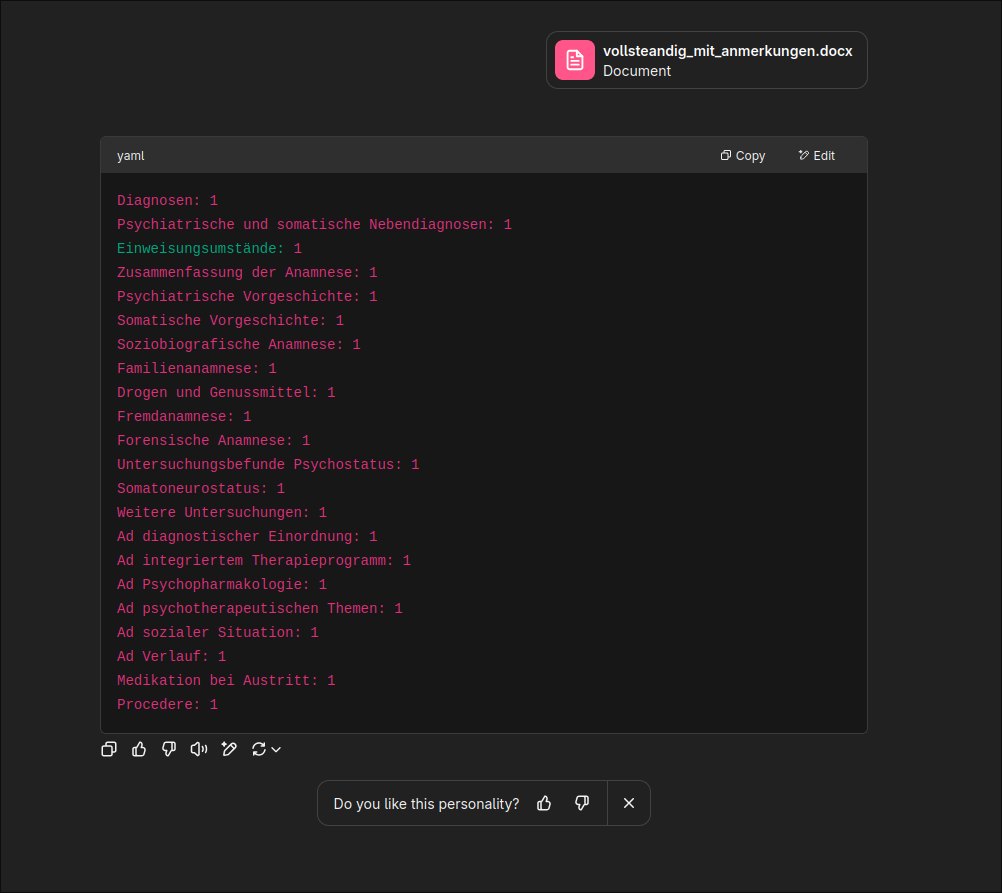 vollsteandig_mit_anmerkungen.docx
Document
yaml
Copy
Edit
Diagnosen: 1
Psychiatrische und somatische Nebendiagnosen: 1
Einweisungsumstände: 1
Zusammenfassung der Anamnese: 1
Psychiatrische Vorgeschichte: 1
Somatische Vorgeschichte: 1
Soziobiografische Anamnese: 1
Familienanamnese: 1
Drogen und Genussmittel: 1
Fremdanamnese: 1
Forensische Anamnese: 1
Untersuchungsbefunde Psychostatus: 1
Somatoneurostatus: 1
Weitere Untersuchungen: 1
Ad diagnostischer Einordnung: 1
Ad integriertem Therapieprogramm: 1
Ad Psychopharmakologie: 1
Ad psychotherapeutischen Themen: 1
Ad sozialer Situation: 1
Ad Verlauf: 1
Medikation bei Austritt: 1
Procedere: 1
Do you like this personality?